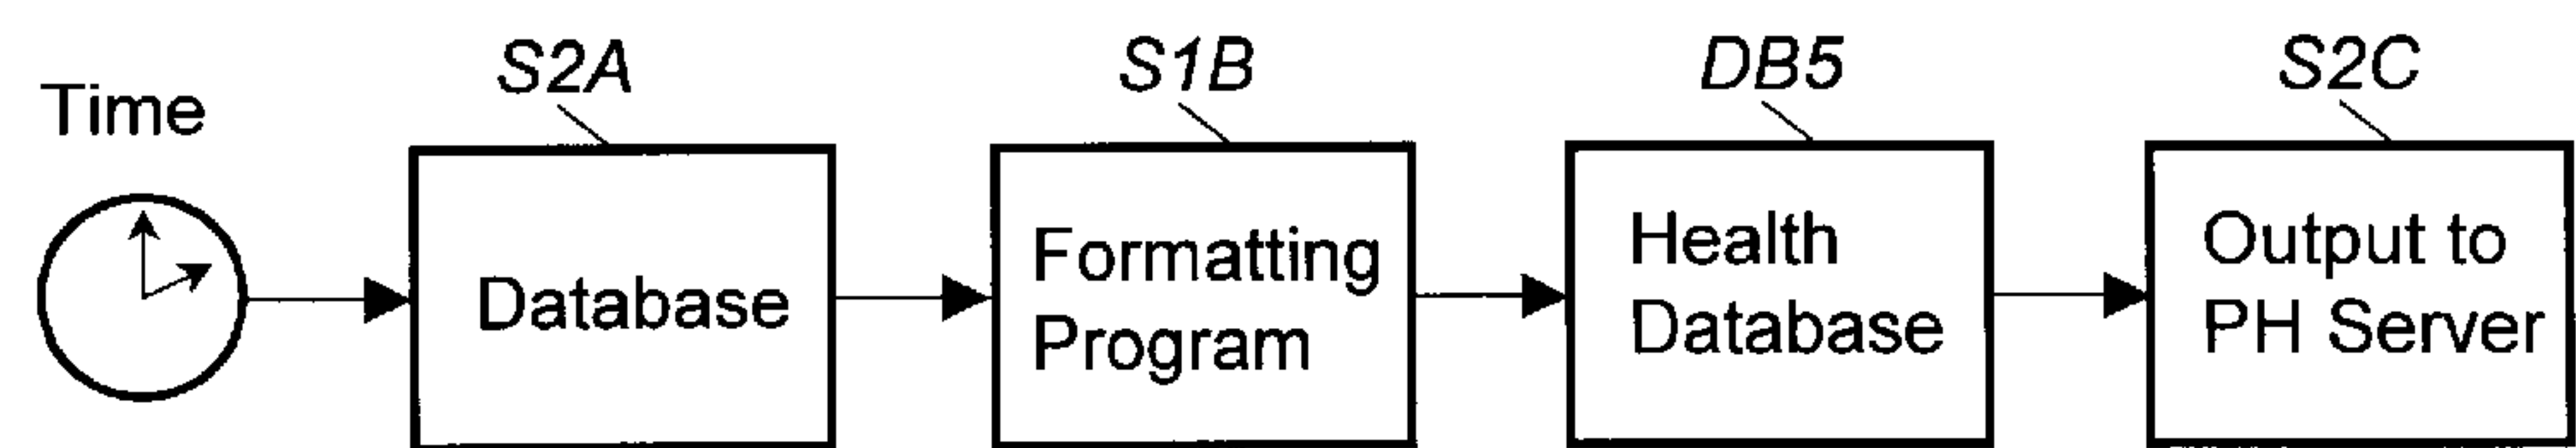 Time
S2A
S1B
DB5
S2C
Database
Formatting
Program
Health
Database
Output to
PH Server